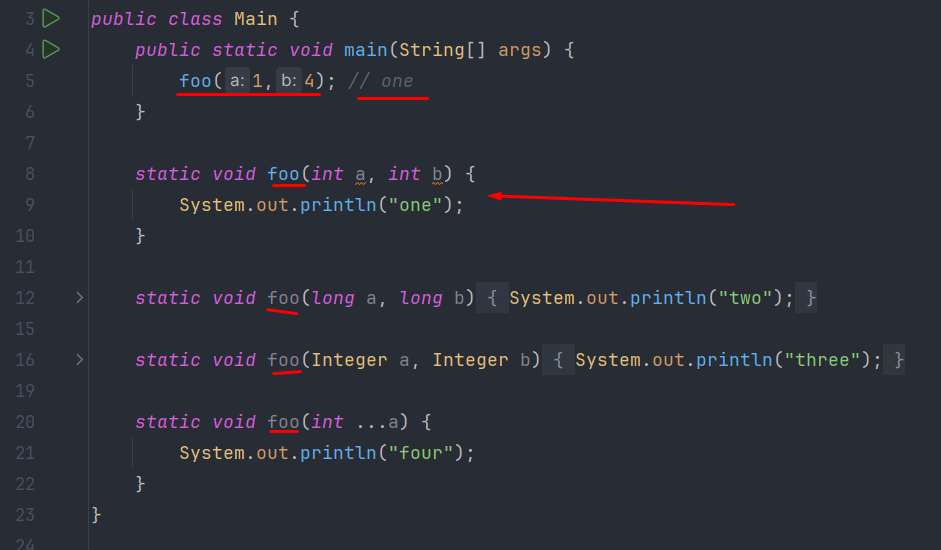 3 public class Main {
4 public static void main(String[] args) {
5 foo( a: 1, b: 4); // one
6 }
7
8 static void foo(int a, int b) {
9 System.out.println("one");
10 }
11
12 static void foo(long a, long b) { System.out.println("two"); }
15
16 static void foo(Integer a, Integer b) { System.out.println("three"); }
19
20 static void foo(int ...a) {
21 System.out.println("four");
22 }
23 }
24